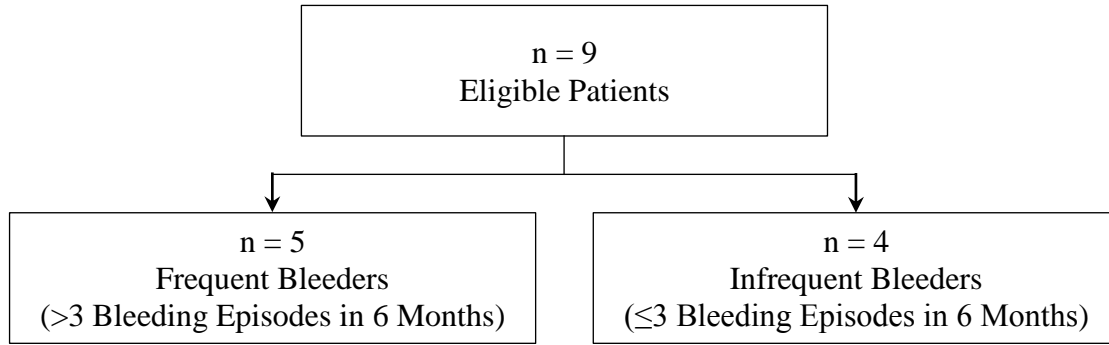 n = 9
Eligible Patients
n = 5
Frequent Bleeders
(>3 Bleeding Episodes in 6 Months)
n = 4
Infrequent Bleeders
(≤3 Bleeding Episodes in 6 Months)